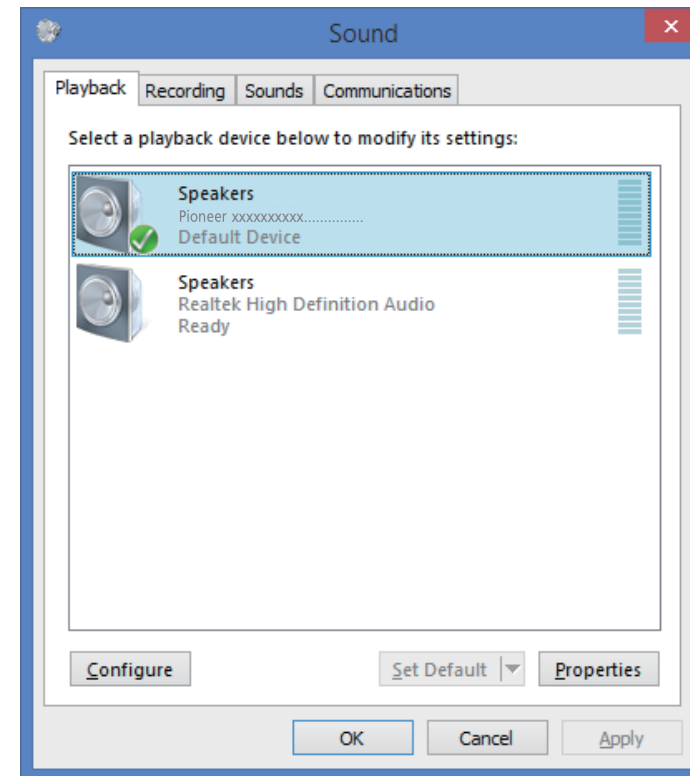 Sound
Playback Recording Sounds Communications
Select a playback device below to modify its settings:
Speakers
Pioneer xxxxxxxxxx..............
Default Device
Speakers
Realtek High Definition Audio
Ready
Configure Set Default Properties
OK Cancel Apply